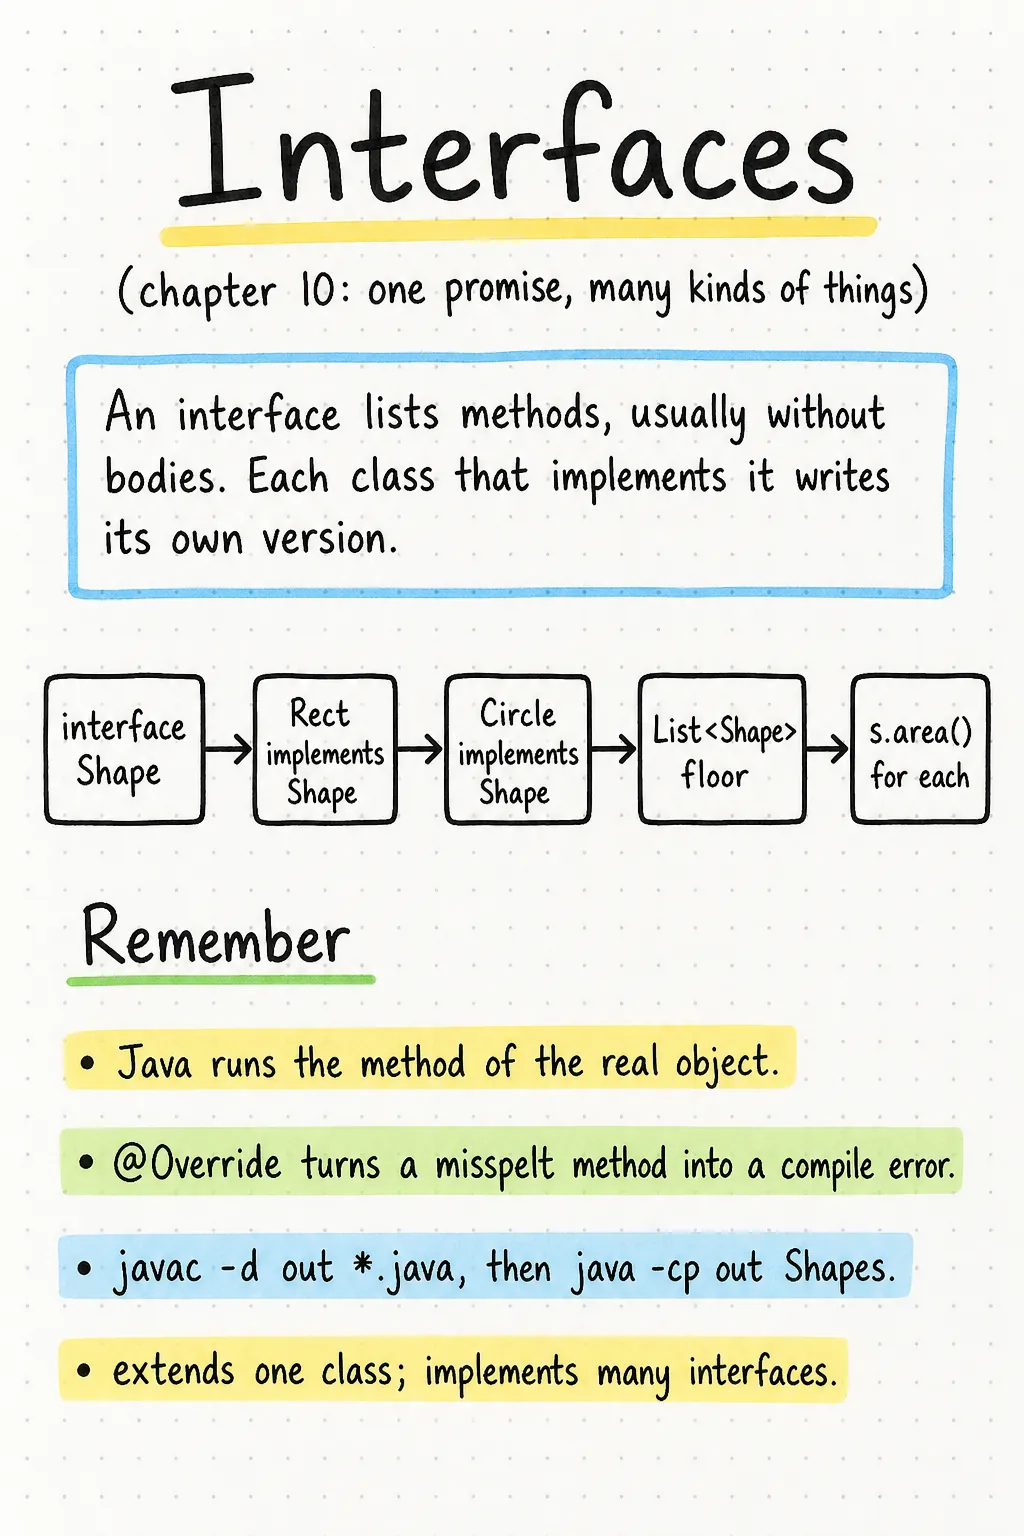 Interfaces
(chapter 10: one promise, many kinds of things)
An interface lists methods, usually without
bodies. Each class that implements it writes
its own version.
interface
Shape
Rect
implements
Shape
Circle
implements
Shape
List<Shape>
floor
s.area()
for each
Remember
• Java runs the method of the real object.
• @Override turns a misspelt method into a compile error.
• javac -d out *.java, then java -cp out Shapes.
• extends one class; implements many interfaces.